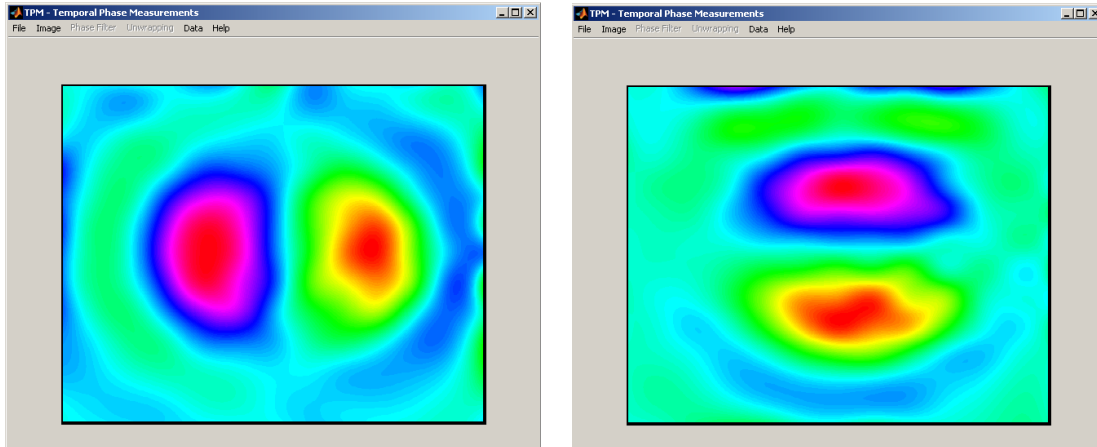 TPM - Temporal Phase Measurements
File Image Phase Filter Unwrapping Data Help
TPM - Temporal Phase Measurements
File Image Phase Filter Unwrapping Data Help